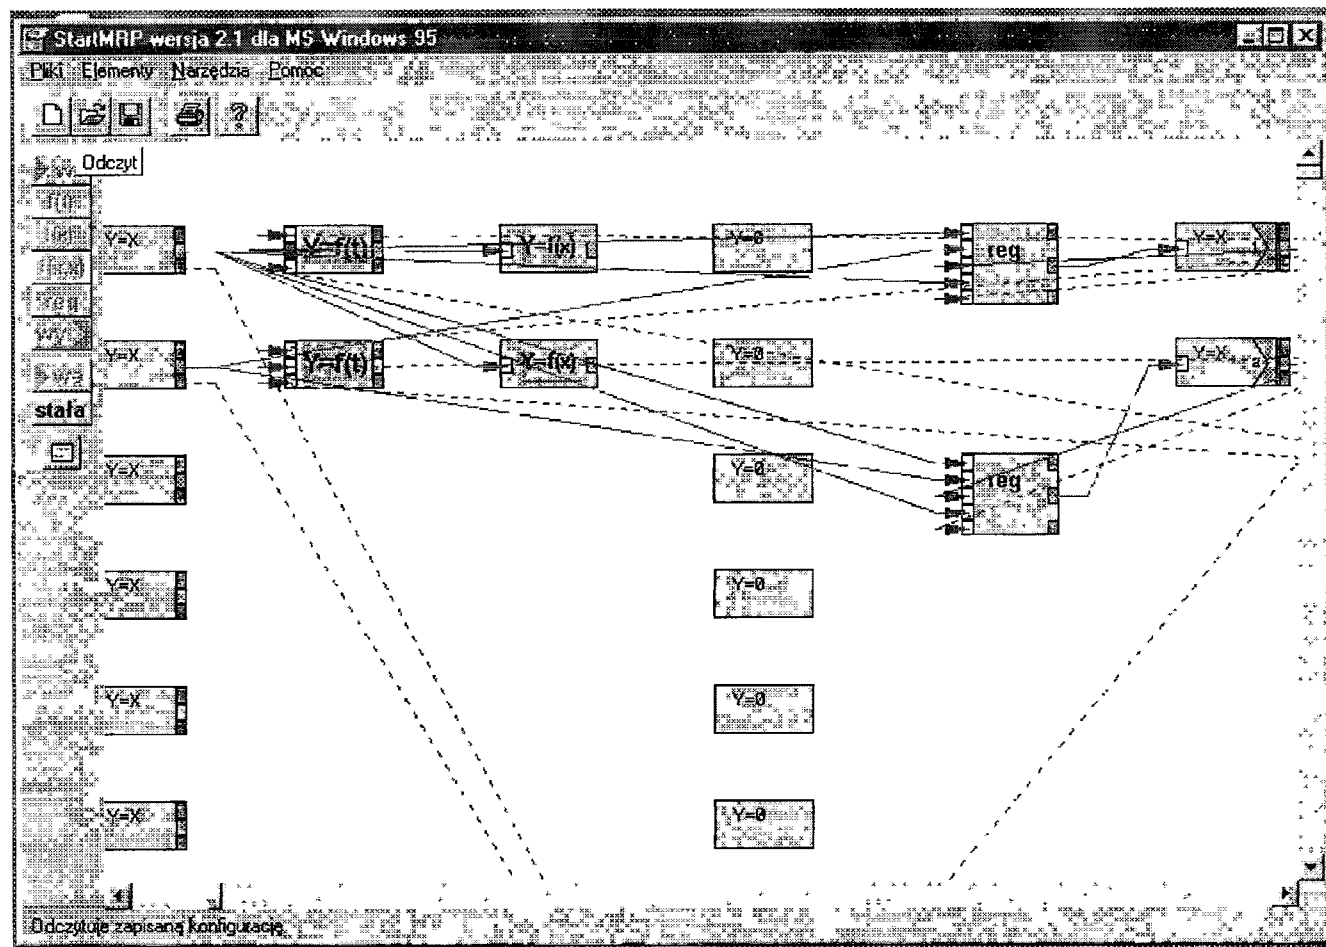 StartMRP wersja 2.1 dla MS Windows 95
Pliki Elementy Narzędzia Pomoc
Odczyt
f(t)
reg
stała
Y=X Y=f(t) Y=f(x) Y=0 reg Y=X
Y=X Y=f(t) Y=f(x) Y=0 Y=X
Y=X Y=0 reg
Y=X Y=0
Y=X Y=0
Y=X Y=0
Odczytuje zapisaną konfigurację